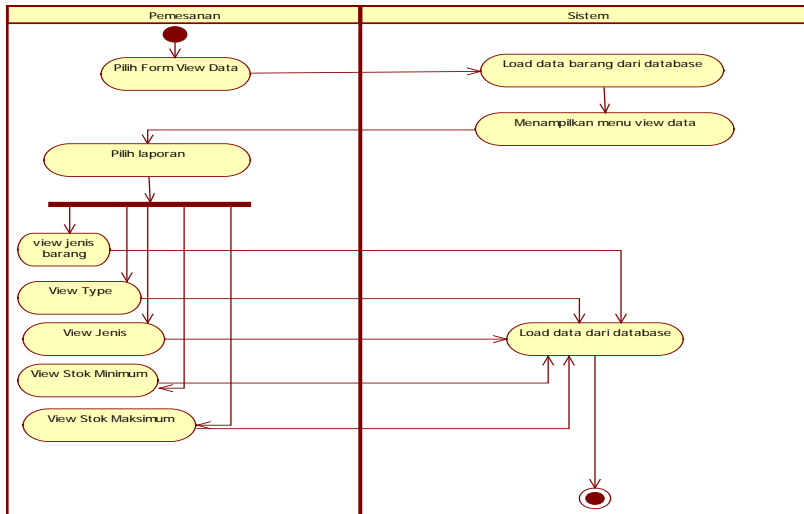 Pemesanan
Sistem
Pilih Form View Data
Load data barang dari database
Menampilkan menu view data
Pilih laporan
view jenis
barang
View Type
View Jenis
Load data dari database
View Stok Minimum
View Stok Maksimum